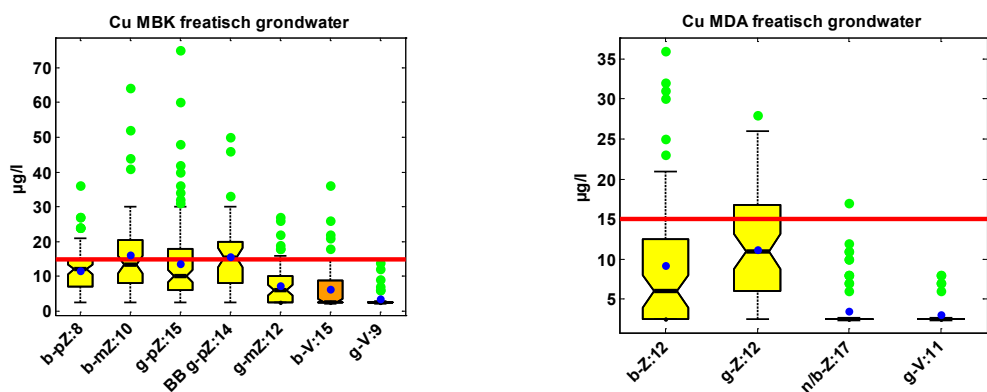 Cu MBK freatisch grondwater
µg/l
70
60
50
40
30
20
10
0
b-pZ:8
b-mZ:10
g-pZ:15
BB g-pZ:14
g-mZ:12
b-V:15
g-V:9
Cu MDA freatisch grondwater
µg/l
35
30
25
20
15
10
5
b-Z:12
g-Z:12
n/b-Z:17
g-V:11